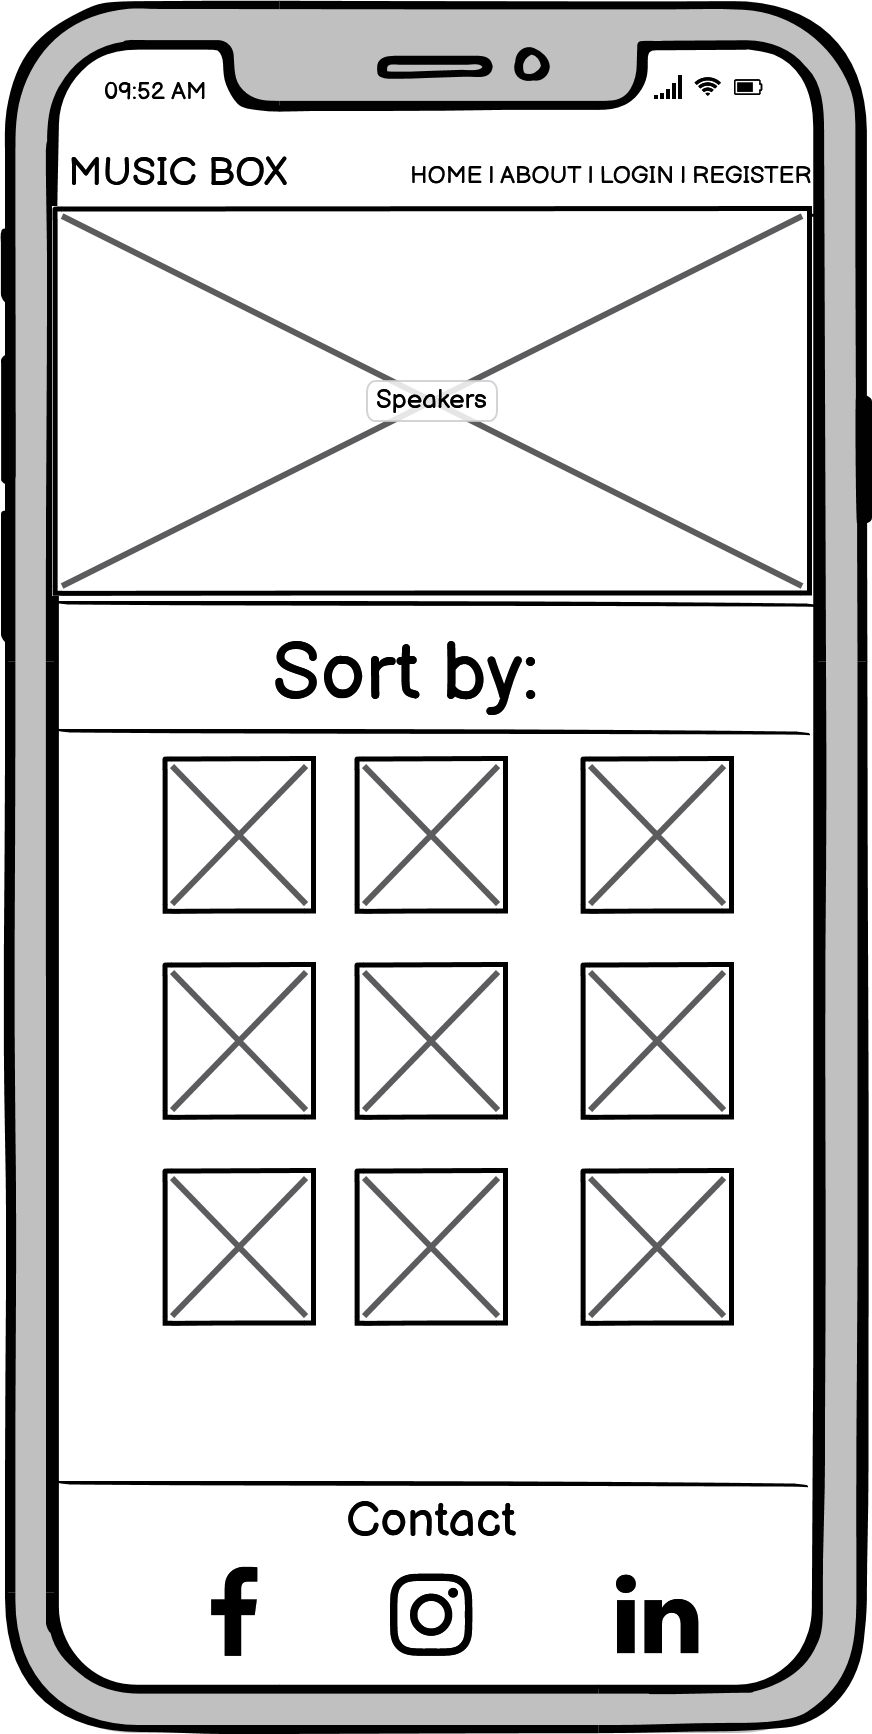 09:52 AM
MUSIC BOX
HOME | ABOUT | LOGIN | REGISTER
Speakers
Sort by:
Contact
f
in